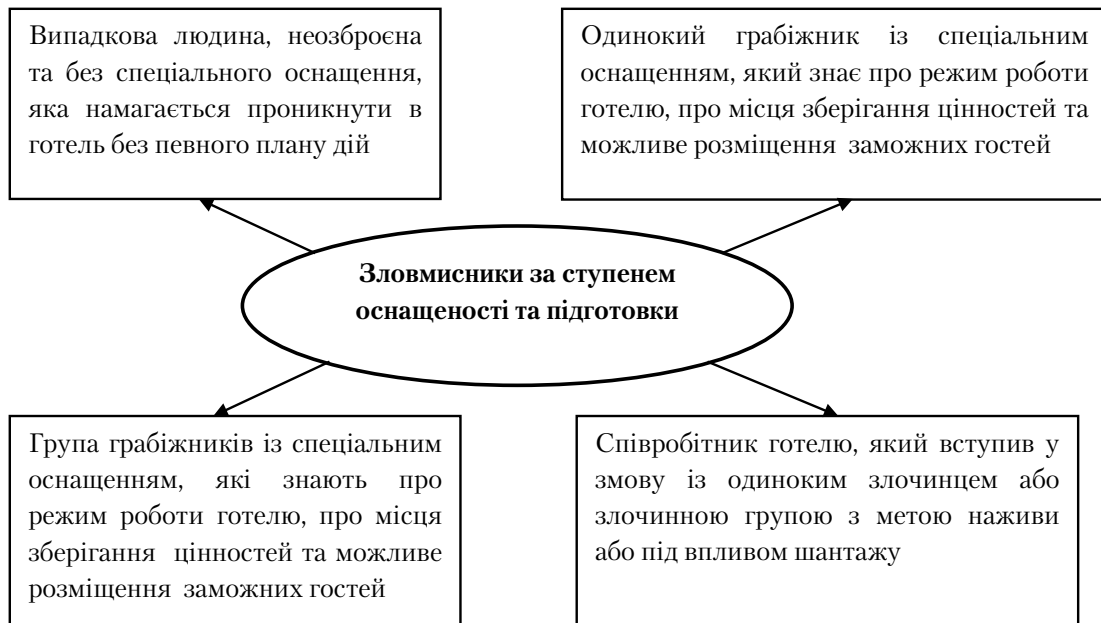 Випадкова людина, неозброєна
та без спеціального оснащення,
яка намагається проникнути в
готель без певного плану дій
Одинокий грабіжник із спеціальним
оснащенням, який знає про режим роботи
готелю, про місця зберігання цінностей та
можливе розміщення заможних гостей
Зловмисники за ступенем
оснащеності та підготовки
Група грабіжників із спеціальним
оснащенням, які знають про
режим роботи готелю, про місця
зберігання цінностей та можливе
розміщення заможних гостей
Співробітник готелю, який вступив у
змову із одиноким злочинцем або
злочинною групою з метою наживи
або під впливом шантажу